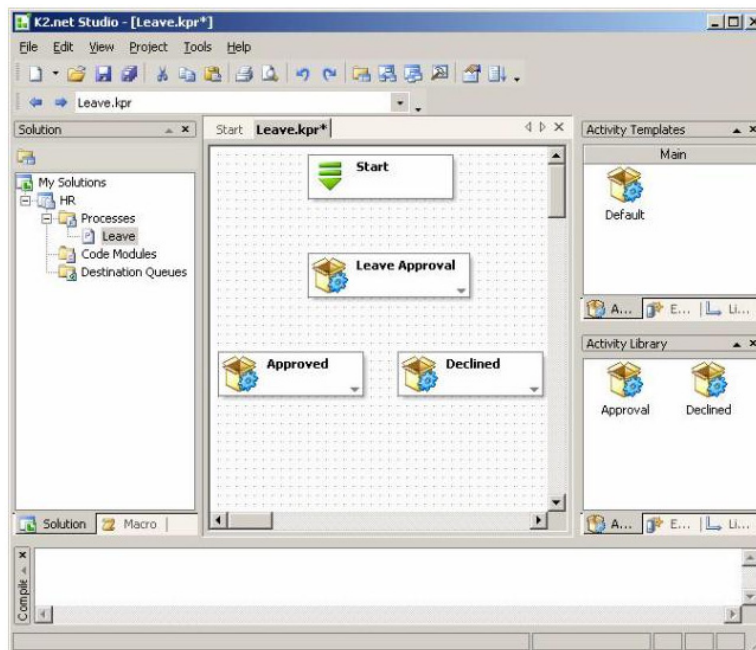 K2.net Studio - [Leave.kpr*]
File Edit View Project Tools Help
Leave.kpr
Solution
My Solutions
HR
Processes
Leave
Code Modules
Destination Queues
Solution Macro
Start Leave.kpr*
Start
Leave Approval
Approved Declined
Activity Templates
Main
Default
A... E... Li...
Activity Library
Approval Declined
A... E... Li...
Compile